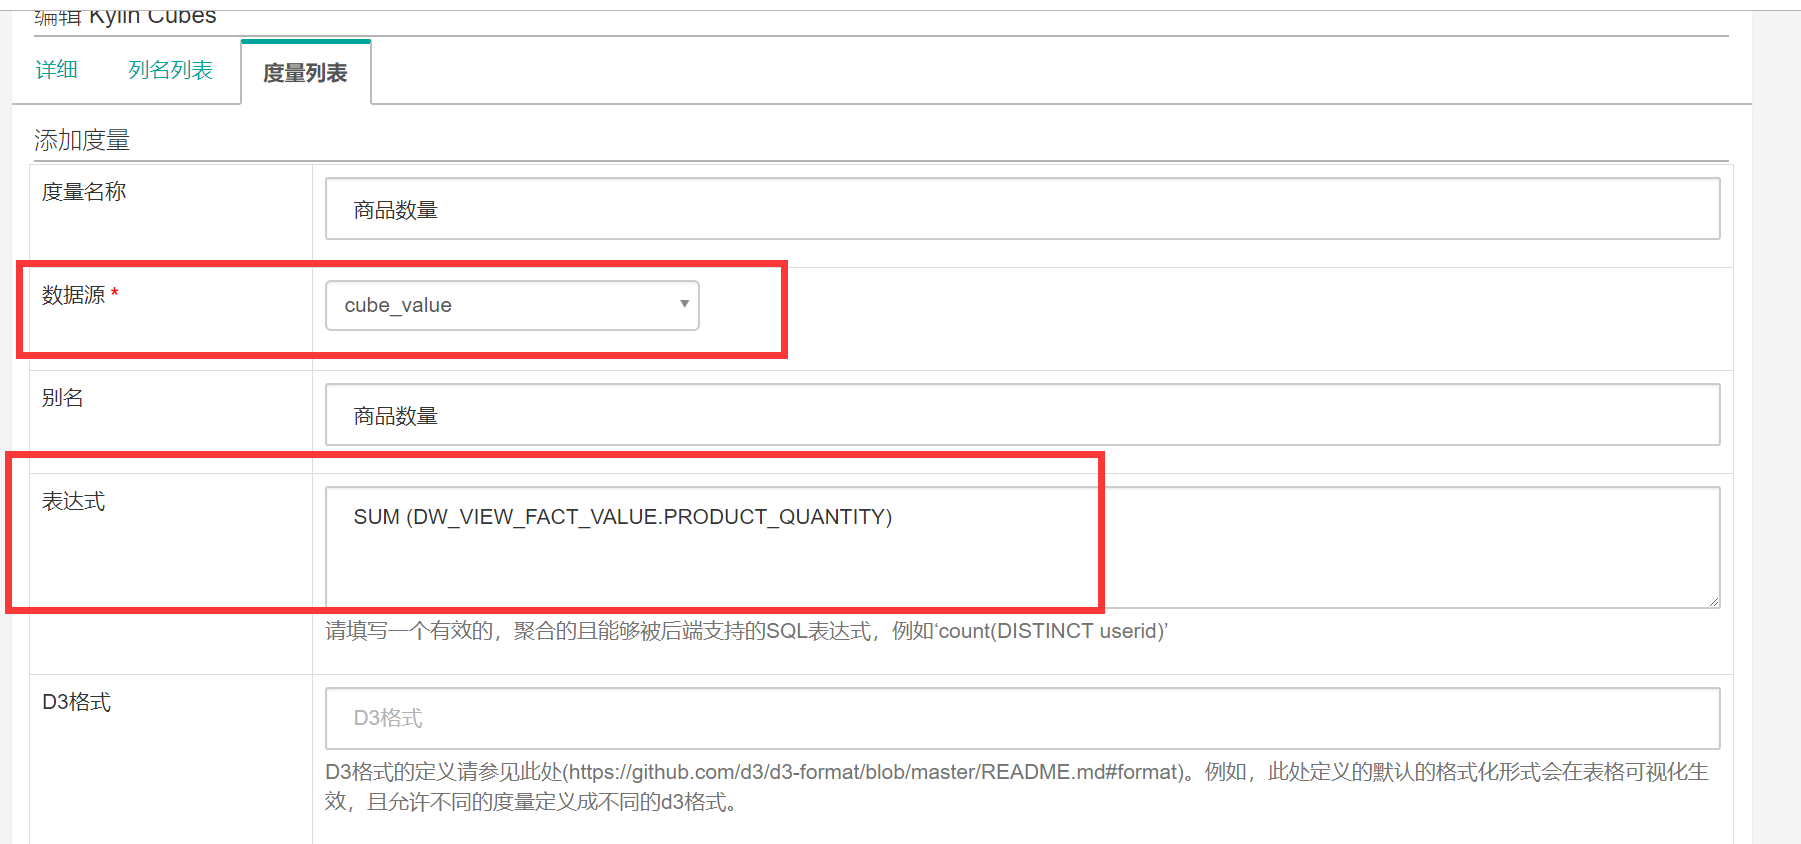 编辑 Kylin Cubes
详细 列名列表 度量列表
添加度量
度量名称 商品数量
数据源 * cube_value
别名 商品数量
表达式 SUM (DW_VIEW_FACT_VALUE.PRODUCT_QUANTITY)
请填写一个有效的，聚合的且能够被后端支持的SQL表达式，例如‘count(DISTINCT userid)’
D3格式 D3格式
D3格式的定义请参见此处(https://github.com/d3/d3-format/blob/master/README.md#format)。例如，此处定义的默认的格式化形式会在表格可视化生
效，且允许不同的度量定义成不同的d3格式。